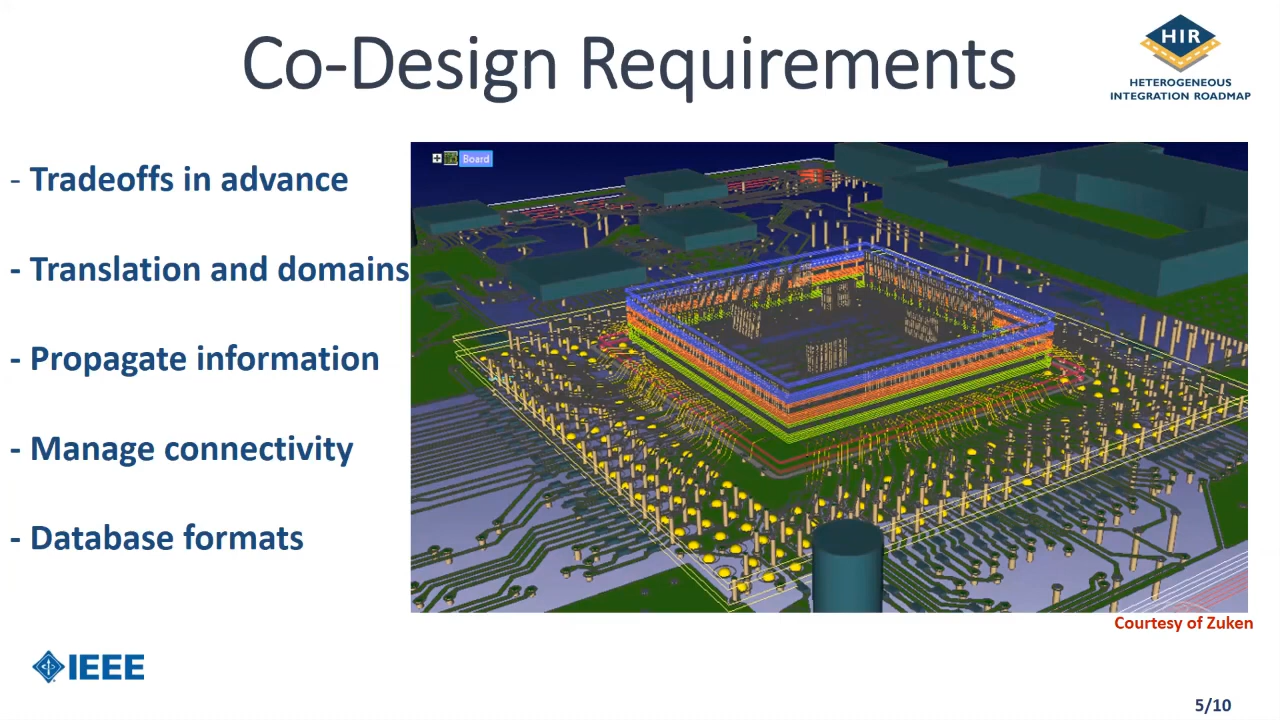 Co-Design Requirements
HIR
HETEROGENEOUS
INTEGRATION ROADMAP
- Tradeoffs in advance
- Translation and domains
- Propagate information
- Manage connectivity
- Database formats
Board
Courtesy of Zuken
IEEE
5/10